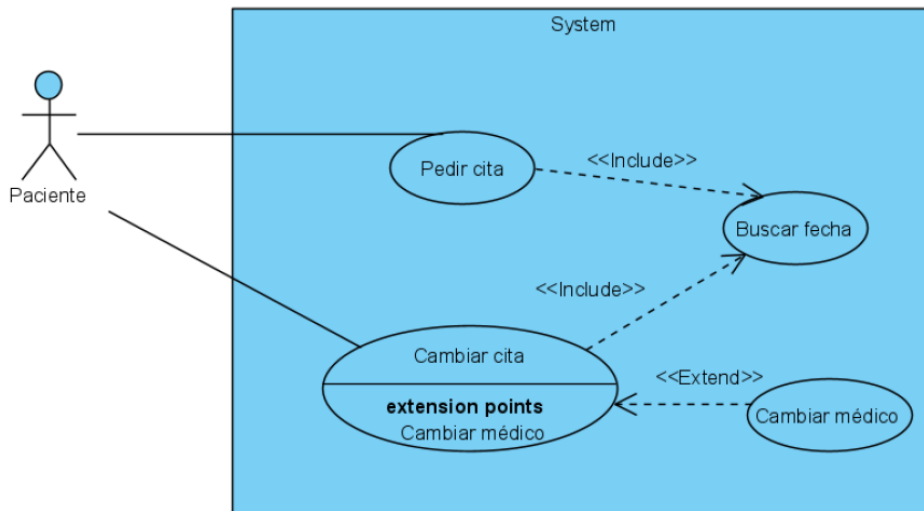 System
Paciente
Pedir cita
<<Include>>
Buscar fecha
<<Include>>
Cambiar cita
extension points
Cambiar médico
<<Extend>>
Cambiar médico